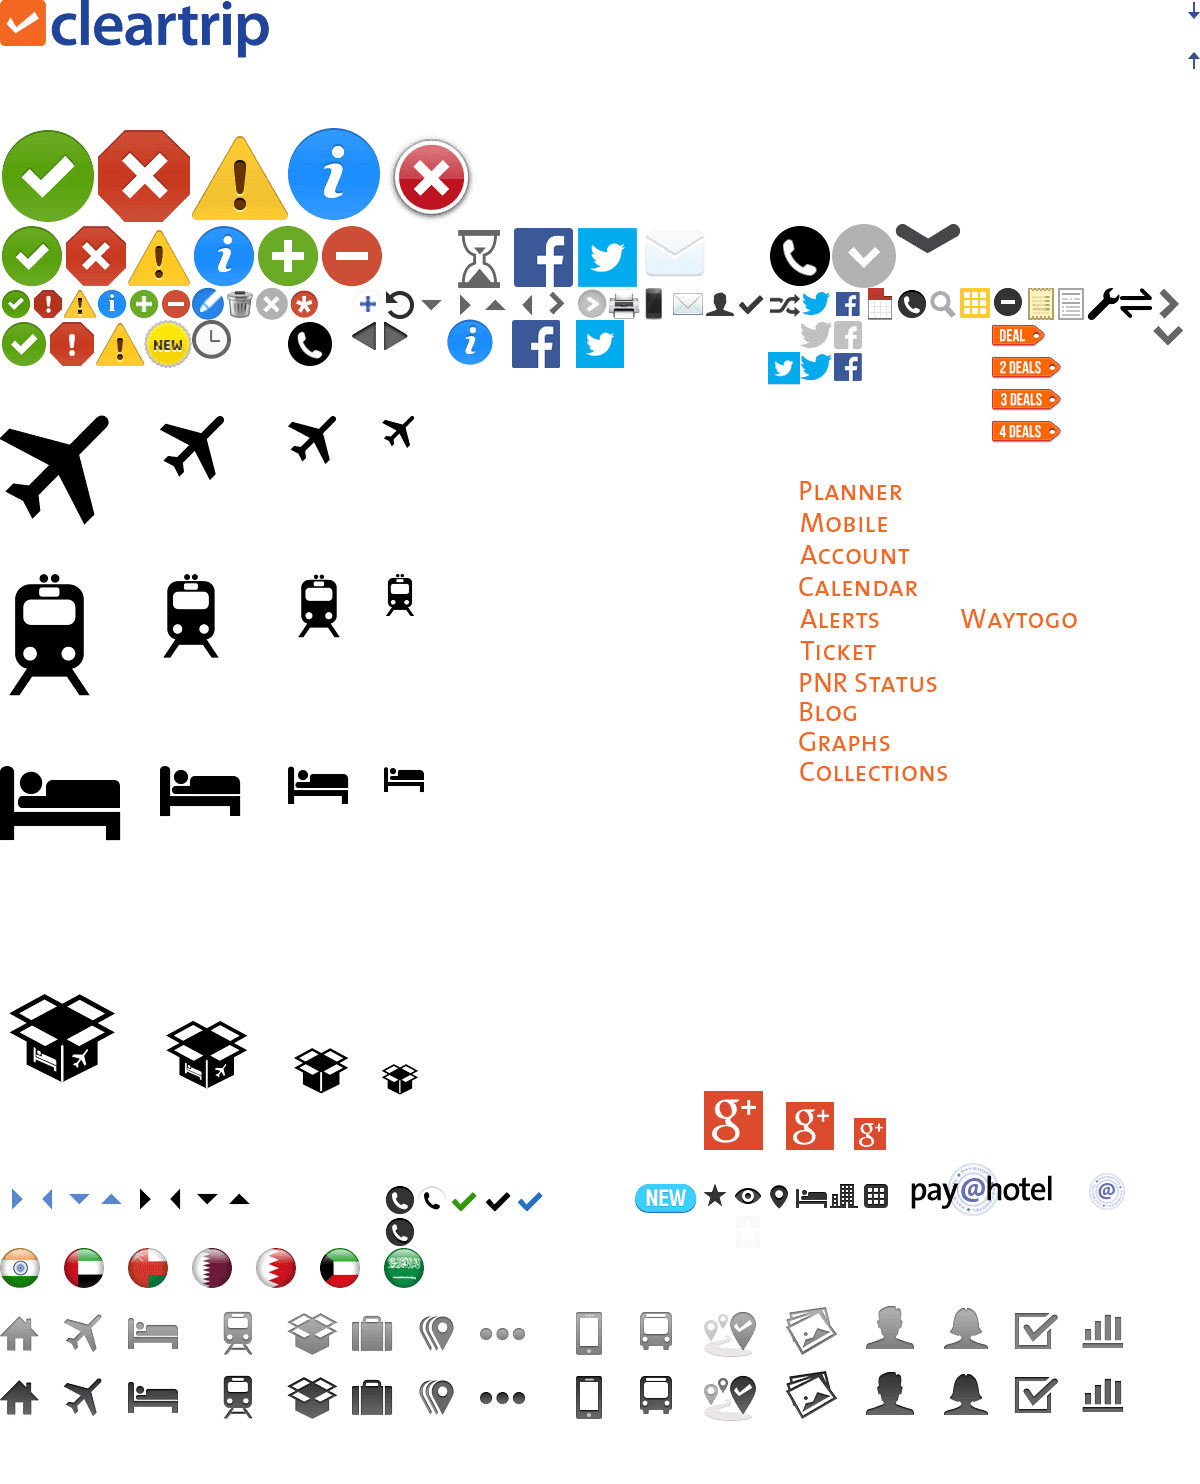 cleartrip
NEW
DEAL
2 DEALS
3 DEALS
4 DEALS
Planner
Mobile
Account
Calendar
Alerts
Waytogo
Ticket
PNR Status
Blog
Graphs
Collections
g+ g+ g+
NEW
pay@hotel @